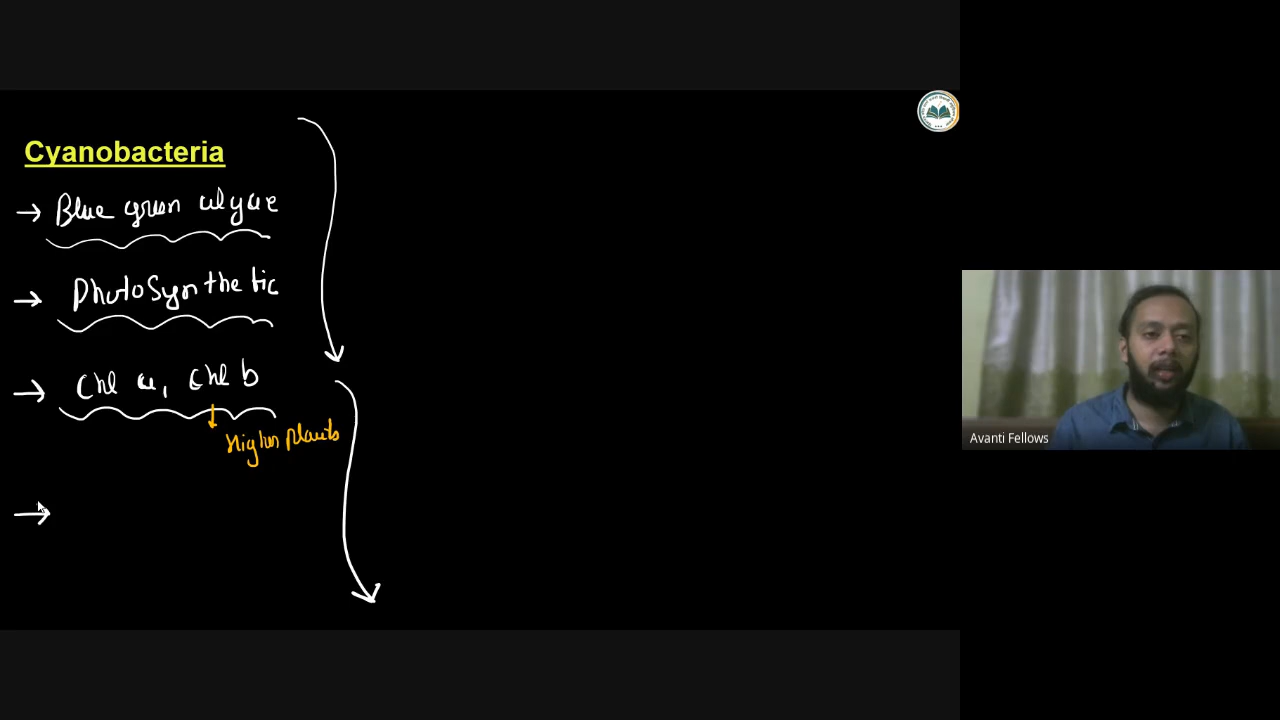 Cyanobacteria
→ Blue green algae
→ Photosynthetic
→ Chl a, Chl b
Higher plants
→
Avanti Fellows